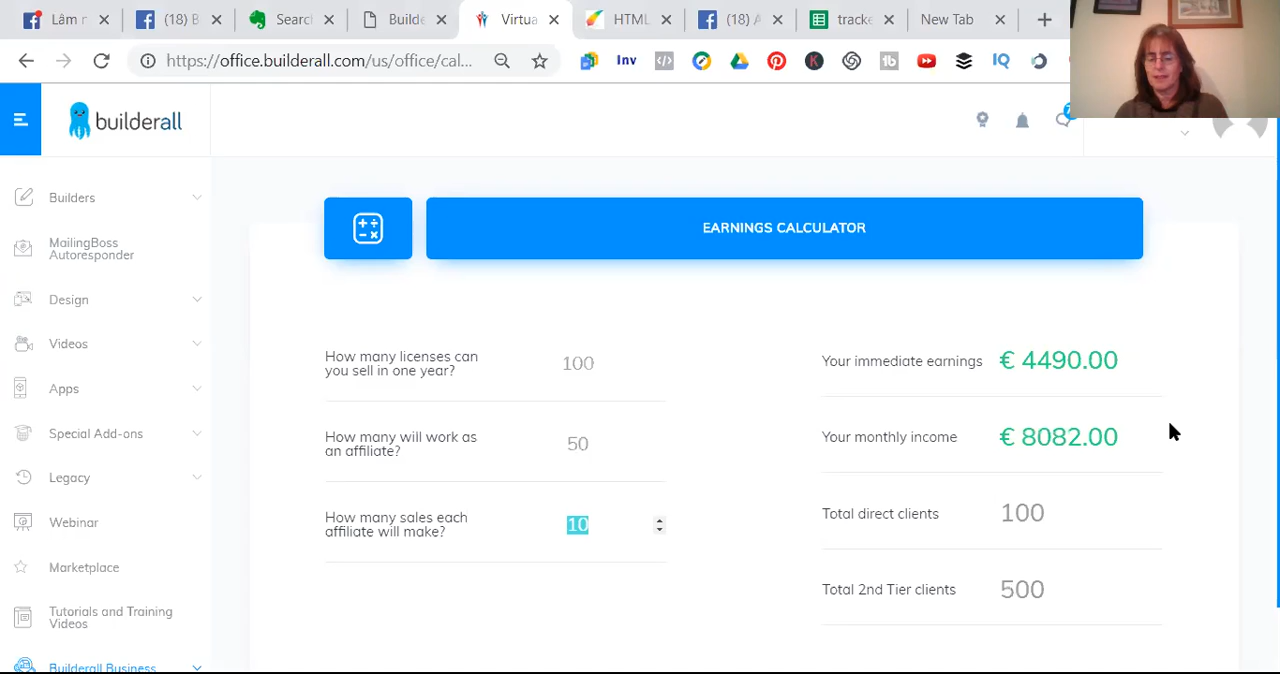 Lâm n
(18) B
Searc
Builde
Virtua
HTML
(18) A
tracke
New Tab
https://office.builderall.com/us/office/cal...
Inv
</>
K
tb
IQ
builderall
7
Builders
MailingBoss
Autoresponder
Design
Videos
Apps
Special Add-ons
Legacy
Webinar
Marketplace
Tutorials and Training
Videos
Builderall Business
EARNINGS CALCULATOR
How many licenses can
you sell in one year?
100
How many will work as
an affiliate?
50
How many sales each
affiliate will make?
10
Your immediate earnings
€ 4490.00
Your monthly income
€ 8082.00
Total direct clients
100
Total 2nd Tier clients
500